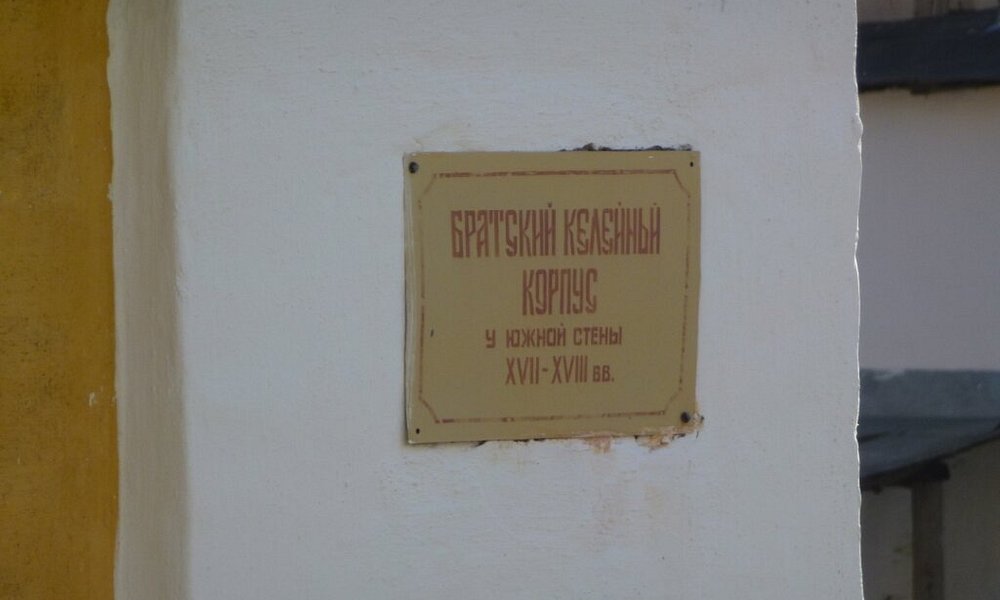 БРАТСКИЙ КЕЛЕЙНЫЙ
КОРПУС
У ЮЖНОЙ СТЕНЫ
XVII-XVIII ВВ.